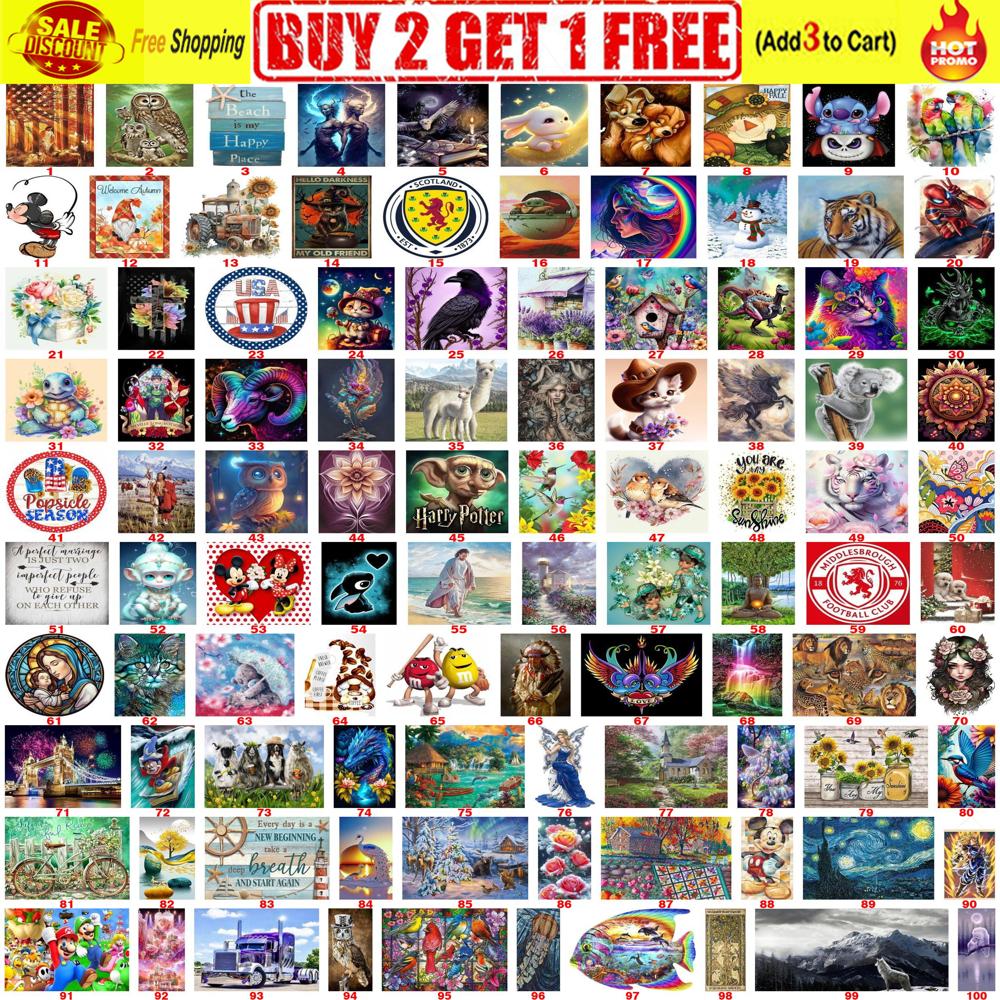 SALE
DISCOUNT
Free Shopping
BUY 2 GET 1 FREE
(Add 3 to Cart)
HOT
PROMO
the
Beach
is my
Happy
Place
HAPPY
FALL
1 2 3 4 5 6 7 8 9 10
Welcome Autumn
HELLO DARKNESS
MY OLD FRIEND
SCOTLAND
EST 1873
11 12 13 14 15 16 17 18 19 20
USA
21 22 23 24 25 26 27 28 29 30
31 32 33 34 35 36 37 38 39 40
Popsicle
SEASON
Harry Potter
YOU ARE
MY
Sunshine
41 42 43 44 45 46 47 48 49 50
A perfect marriage
IS JUST TWO
imperfect people
WHO REFUSE
to give up
ON EACH OTHER
MIDDLESBROUGH
18 76
FOOTBALL CLUB
51 52 53 54 55 56 57 58 59 60
m
m
LOVE
61 62 63 64 65 66 67 68 69 70
You Are My Sunshine
71 72 73 74 75 76 77 78 79 80
Every day is a
NEW BEGINNING
take a
deep breath
AND START AGAIN
81 82 83 84 85 86 87 88 89 90
91 92 93 94 95 96 97 98 99 100